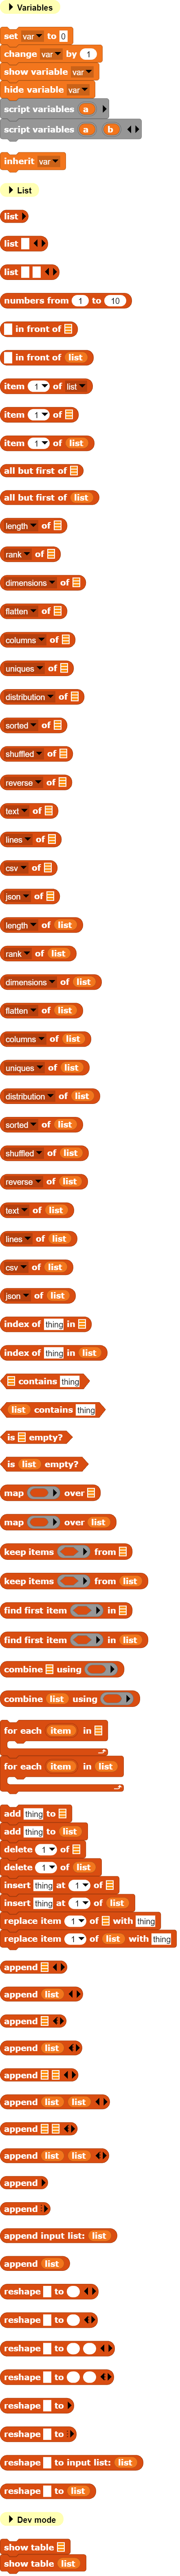 Variables
set var to 0
change var by 1
show variable var
hide variable var
script variables a
script variables a b
inherit var
List
list
list
list
numbers from 1 to 10
in front of
in front of list
item 1 of list
item 1 of
item 1 of list
all but first of
all but first of list
length of
rank of
dimensions of
flatten of
columns of
uniques of
distribution of
sorted of
shuffled of
reverse of
text of
lines of
csv of
json of
length of list
rank of list
dimensions of list
flatten of list
columns of list
uniques of list
distribution of list
sorted of list
shuffled of list
reverse of list
text of list
lines of list
csv of list
json of list
index of thing in
index of thing in list
contains thing
list contains thing
is empty?
is list empty?
map over
map over list
keep items from
keep items from list
find first item in
find first item in list
combine using
combine list using
for each item in
for each item in list
add thing to
add thing to list
delete 1 of
delete 1 of list
insert thing at 1 of
insert thing at 1 of list
replace item 1 of with thing
replace item 1 of list with thing
append
append list
append
append list
append
append list list
append
append list list
append
append
append input list: list
append list
reshape to
reshape to
reshape to
reshape to
reshape to
reshape to
reshape to input list: list
reshape to list
Dev mode
show table
show table list